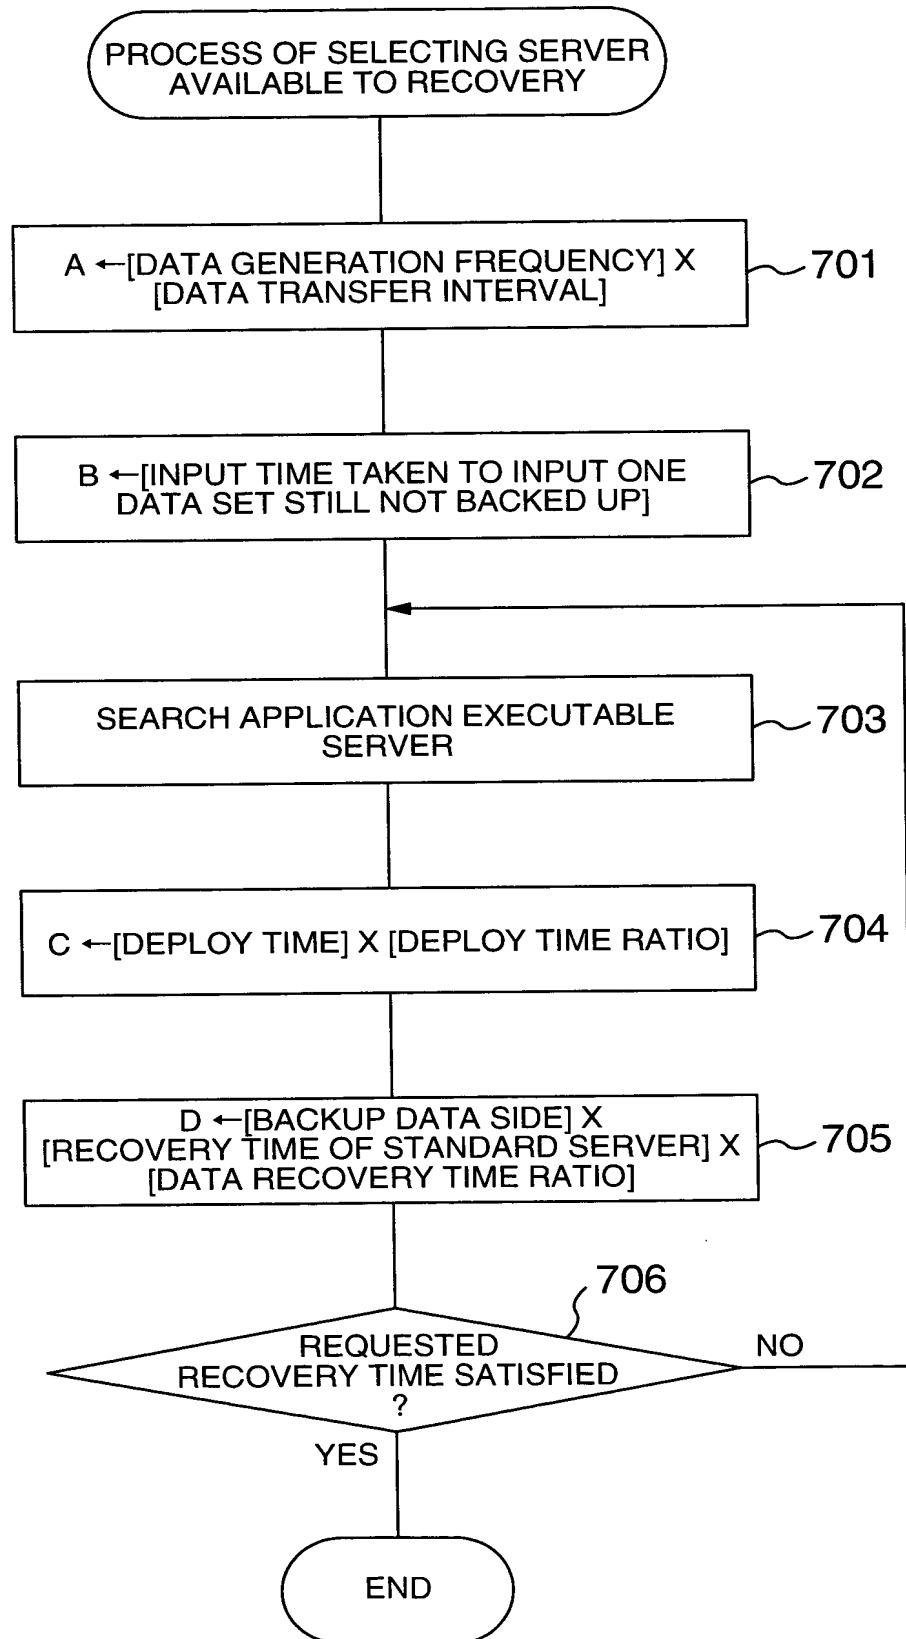 PROCESS OF SELECTING SERVER
AVAILABLE TO RECOVERY
A ←[DATA GENERATION FREQUENCY] X
[DATA TRANSFER INTERVAL]
701
B ←[INPUT TIME TAKEN TO INPUT ONE
DATA SET STILL NOT BACKED UP]
702
SEARCH APPLICATION EXECUTABLE
SERVER
703
C ←[DEPLOY TIME] X [DEPLOY TIME RATIO]
704
D ←[BACKUP DATA SIDE] X
[RECOVERY TIME OF STANDARD SERVER] X
[DATA RECOVERY TIME RATIO]
705
706
REQUESTED
RECOVERY TIME SATISFIED
?
NO
YES
END